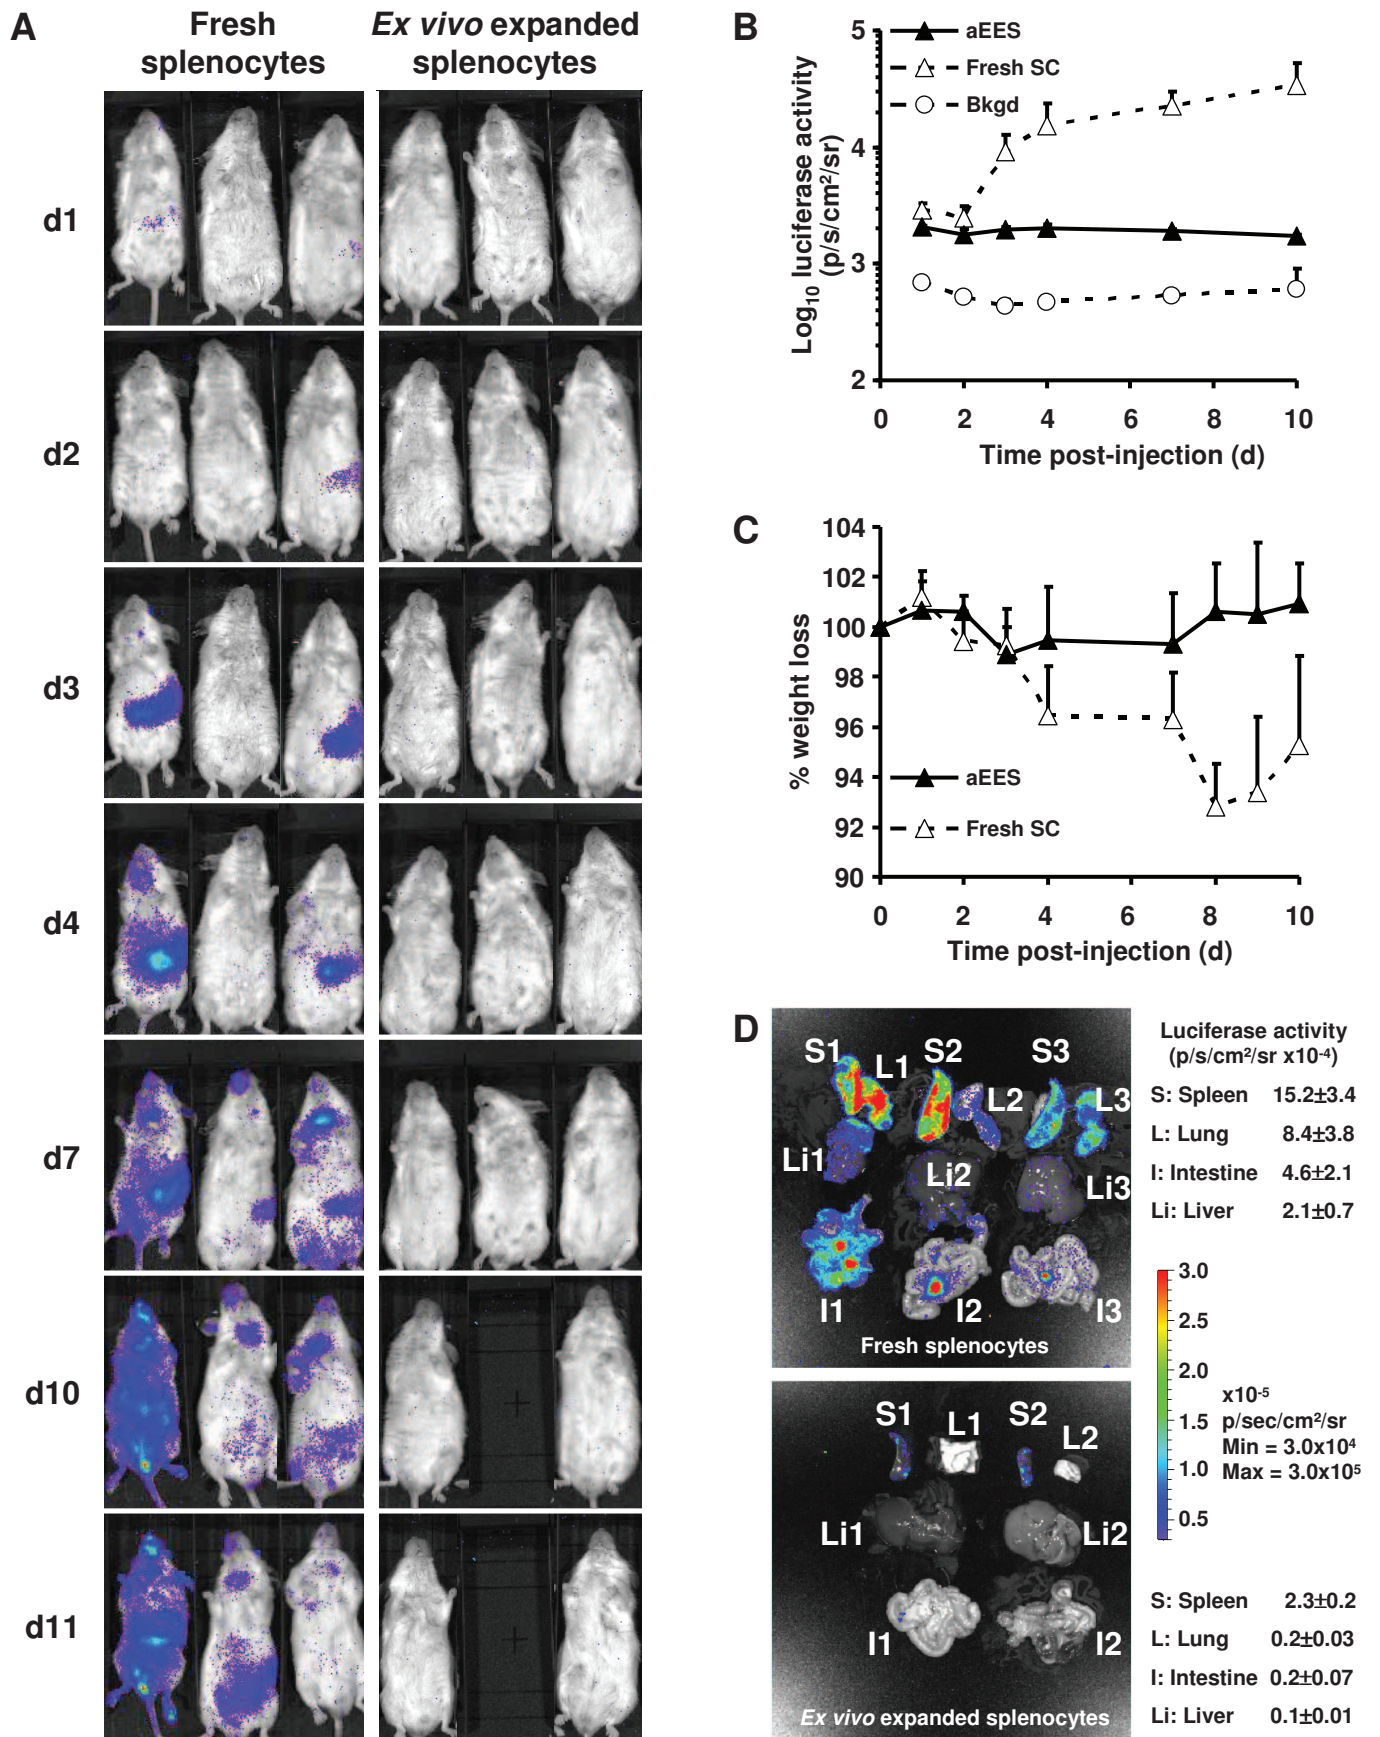 A
Fresh
splenocytes
Ex vivo expanded
splenocytes
d1
d2
d3
d4
d7
d10
d11
B
5
4
3
2
Log10 luciferase activity
(p/s/cm²/sr)
aEES
Fresh SC
Bkgd
0 2 4 6 8 10
Time post-injection (d)
C
104
102
100
98
96
94
92
90
% weight loss
aEES
Fresh SC
0 2 4 6 8 10
Time post-injection (d)
D
S1
L1
S2
L2
S3
L3
Li1
Li2
Li3
I1
I2
I3
Fresh splenocytes
Luciferase activity
(p/s/cm²/sr x10⁻⁴)
S: Spleen 15.2±3.4
L: Lung 8.4±3.8
I: Intestine 4.6±2.1
Li: Liver 2.1±0.7
3.0
2.5
2.0
1.5
1.0
0.5
x10⁻⁵
p/sec/cm²/sr
Min = 3.0x10⁴
Max = 3.0x10⁵
S1
L1
S2
L2
Li1
Li2
I1
I2
Ex vivo expanded splenocytes
S: Spleen 2.3±0.2
L: Lung 0.2±0.03
I: Intestine 0.2±0.07
Li: Liver 0.1±0.01